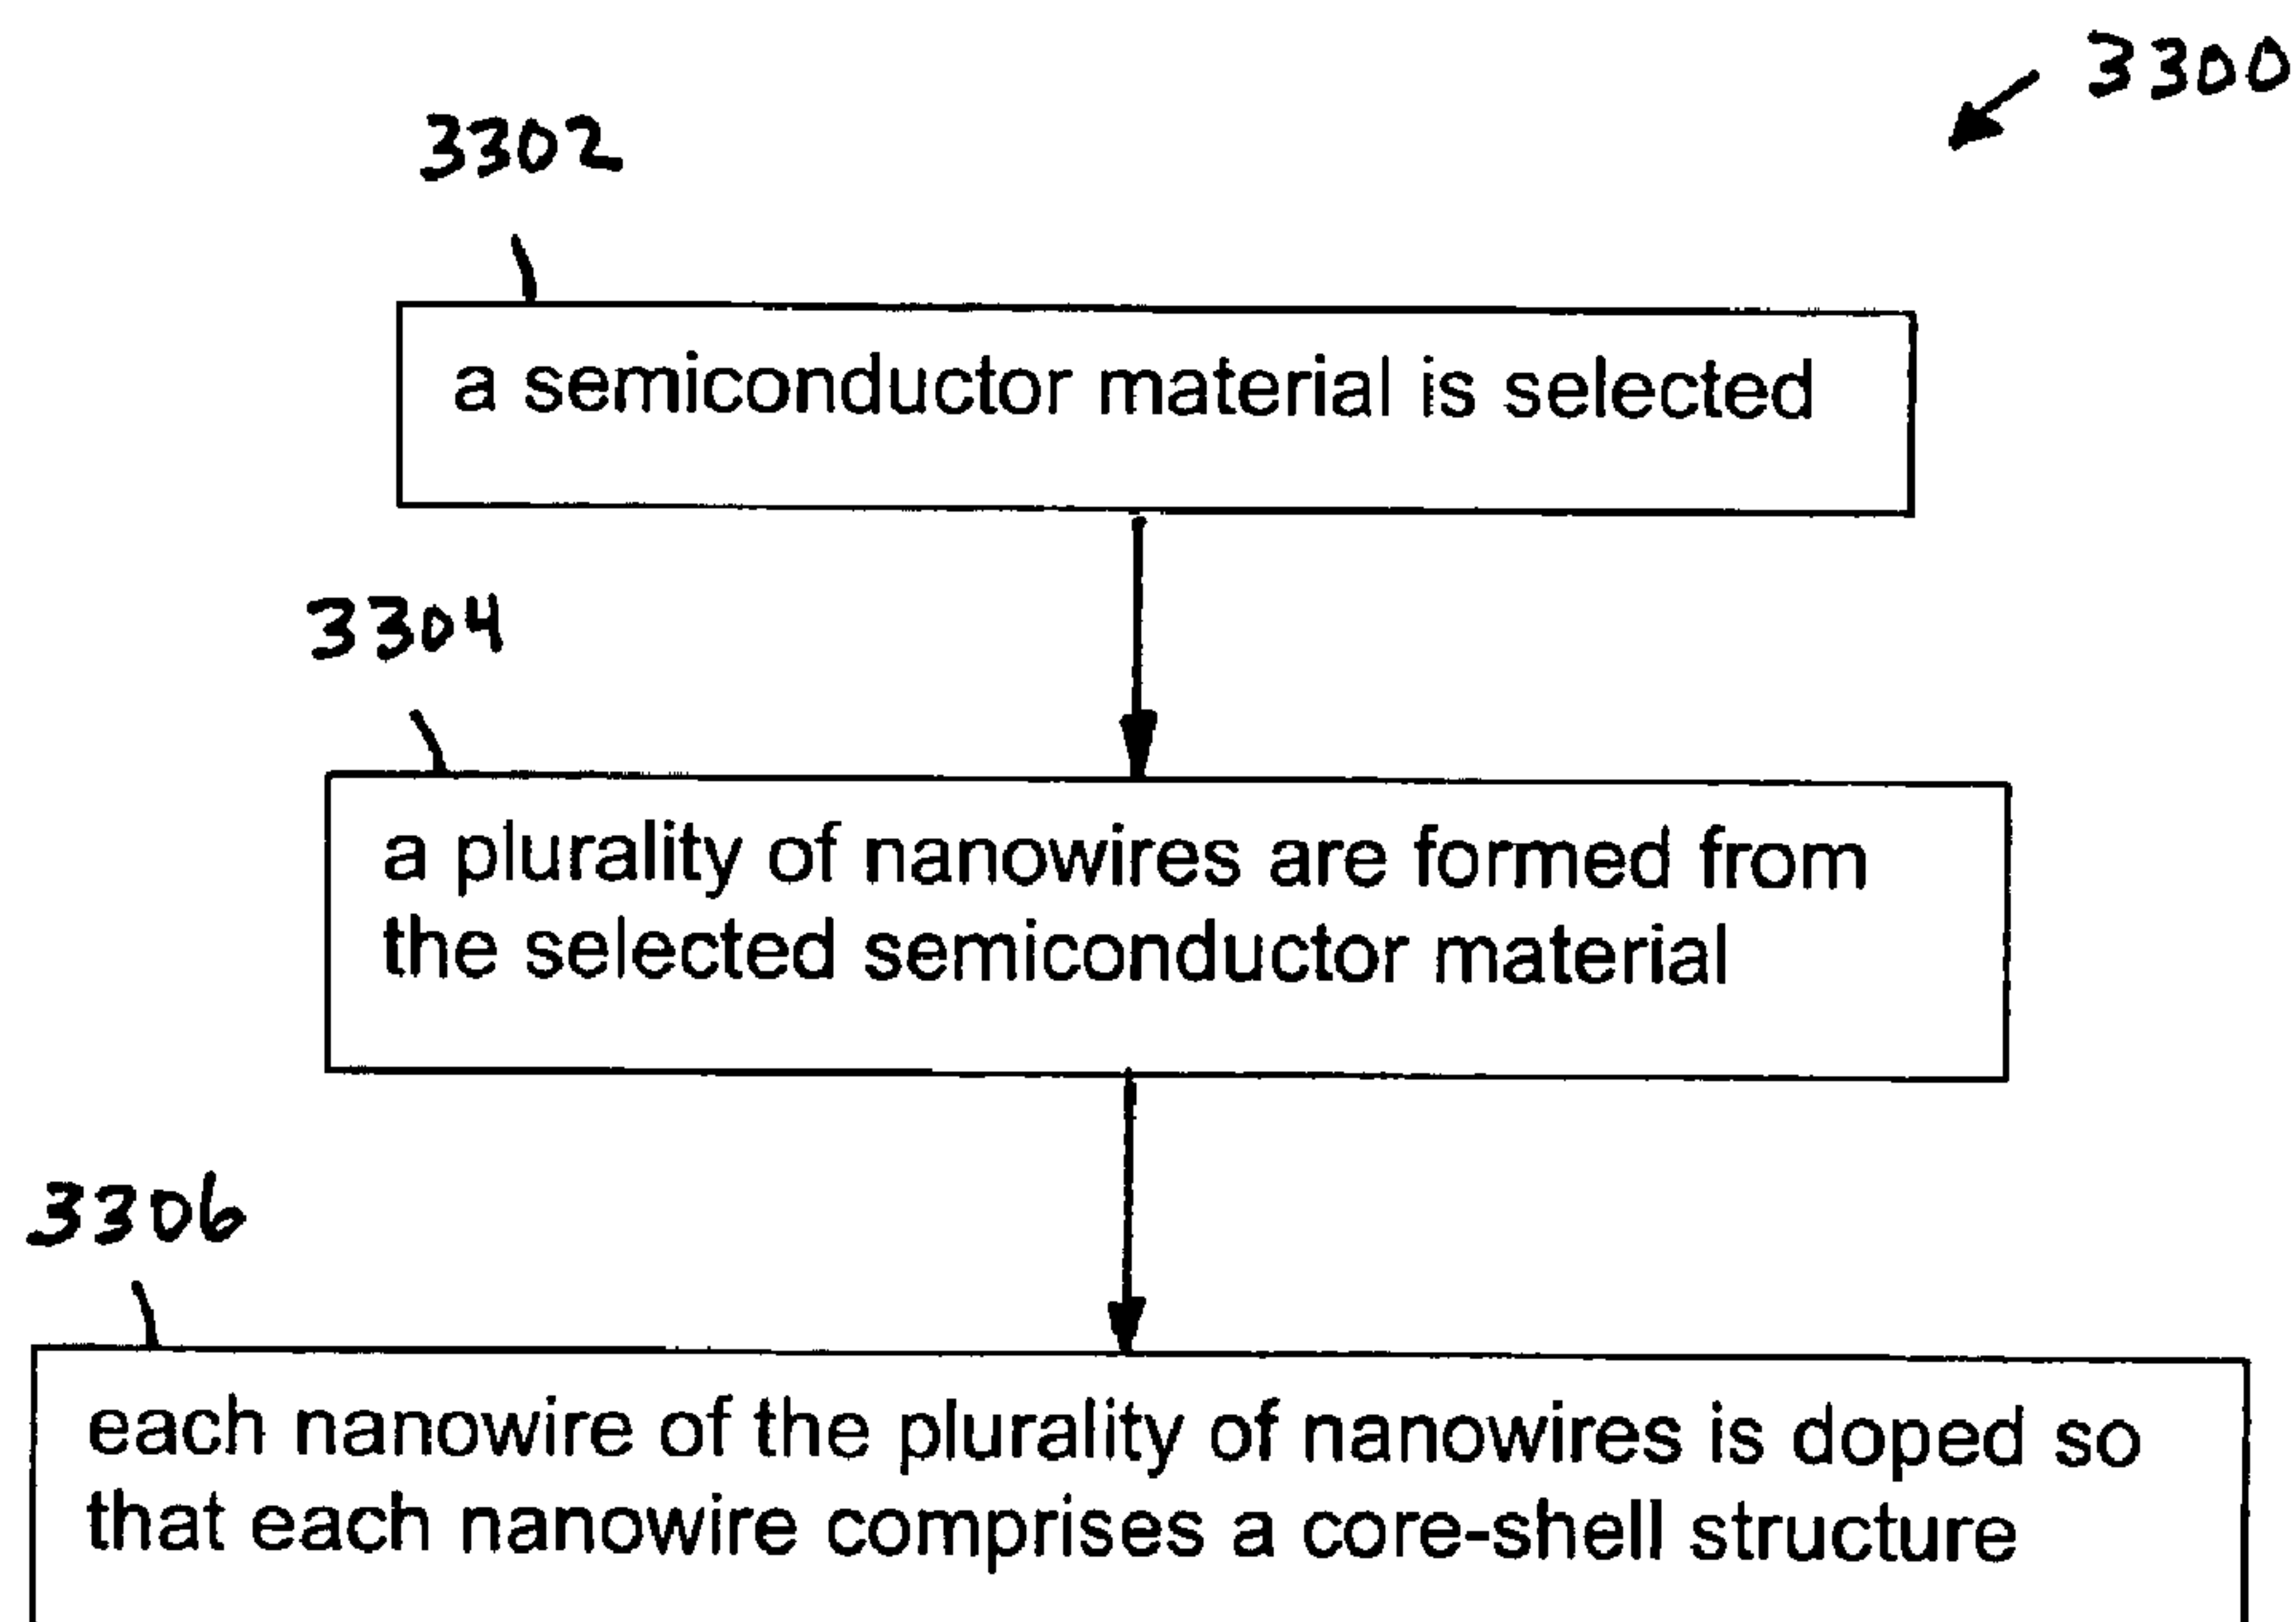 3300
3302
a semiconductor material is selected
3304
a plurality of nanowires are formed from
the selected semiconductor material
3306
each nanowire of the plurality of nanowires is doped so
that each nanowire comprises a core-shell structure